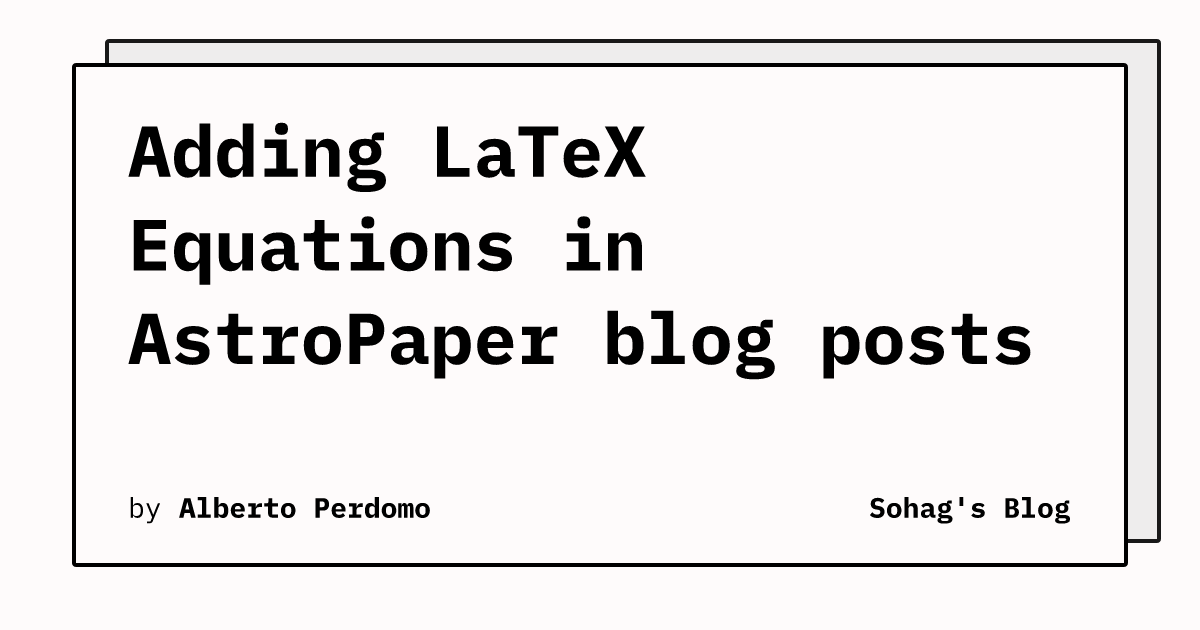 Adding LaTeX
Equations in
AstroPaper blog posts
by Alberto Perdomo
Sohag's Blog